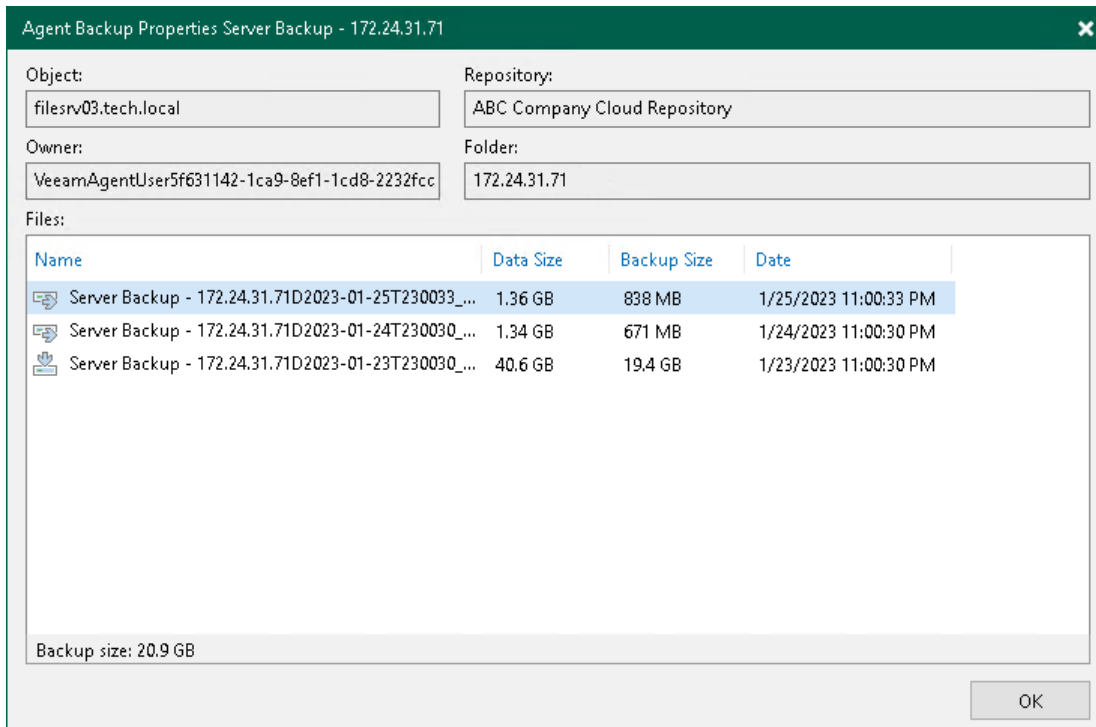 Agent Backup Properties Server Backup - 172.24.31.71
Object: Repository:
filesrv03.tech.local ABC Company Cloud Repository
Owner: Folder:
VeeamAgentUser5f631142-1ca9-8ef1-1cd8-2232fcc 172.24.31.71
Files:
Name Data Size Backup Size Date
Server Backup - 172.24.31.71D2023-01-25T230033_... 1.36 GB 838 MB 1/25/2023 11:00:33 PM
Server Backup - 172.24.31.71D2023-01-24T230030_... 1.34 GB 671 MB 1/24/2023 11:00:30 PM
Server Backup - 172.24.31.71D2023-01-23T230030_... 40.6 GB 19.4 GB 1/23/2023 11:00:30 PM
Backup size: 20.9 GB
OK